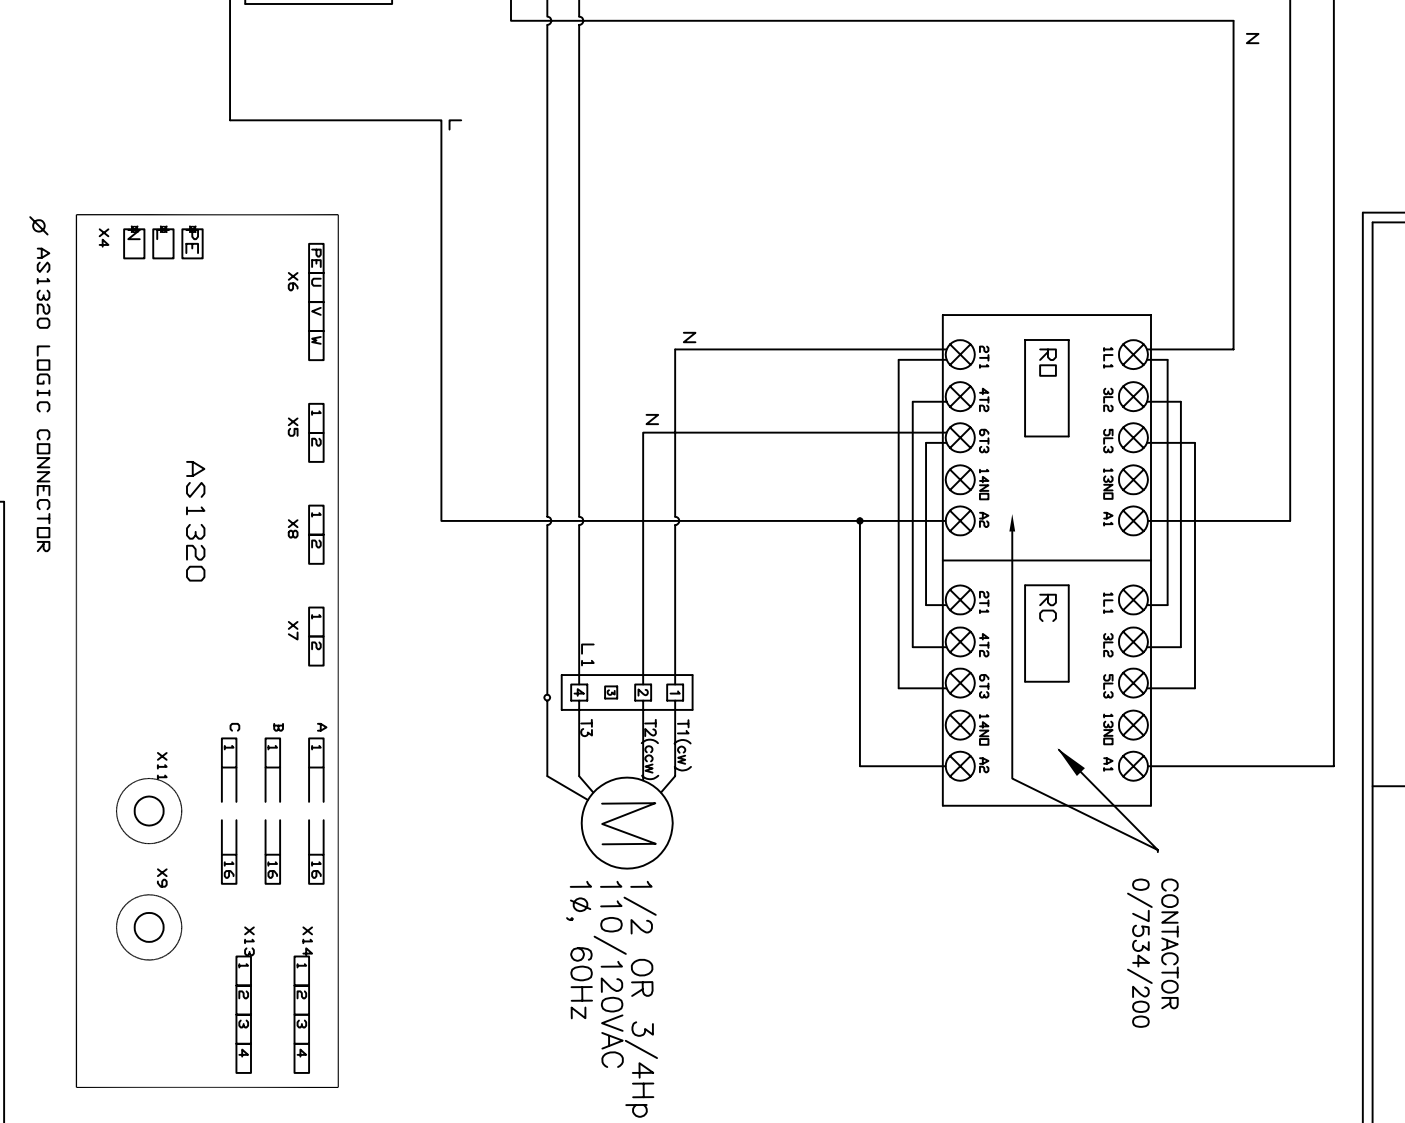 N
L
Ø AS1320 LOGIC CONNECTOR
AS1320
X4
N
L
PE
X6
PE U V W
X5
1 2
X8
1 2
X7
1 2
C
1 16
B
1 16
A
1 16
X11
X9
X13
1 2 3 4
X14
1 2 3 4
N
N
L1
4 3 2 1
T3
T2(ccw)
T1(cw)
M
1/2 OR 3/4Hp
110/120VAC
1ø, 60Hz
RO
1L1 3L2 5L3 13NO A1
2T1 4T2 6T3 14NO A2
RC
1L1 3L2 5L3 13NO A1
2T1 4T2 6T3 14NO A2
CONTACTOR
0/7534/200